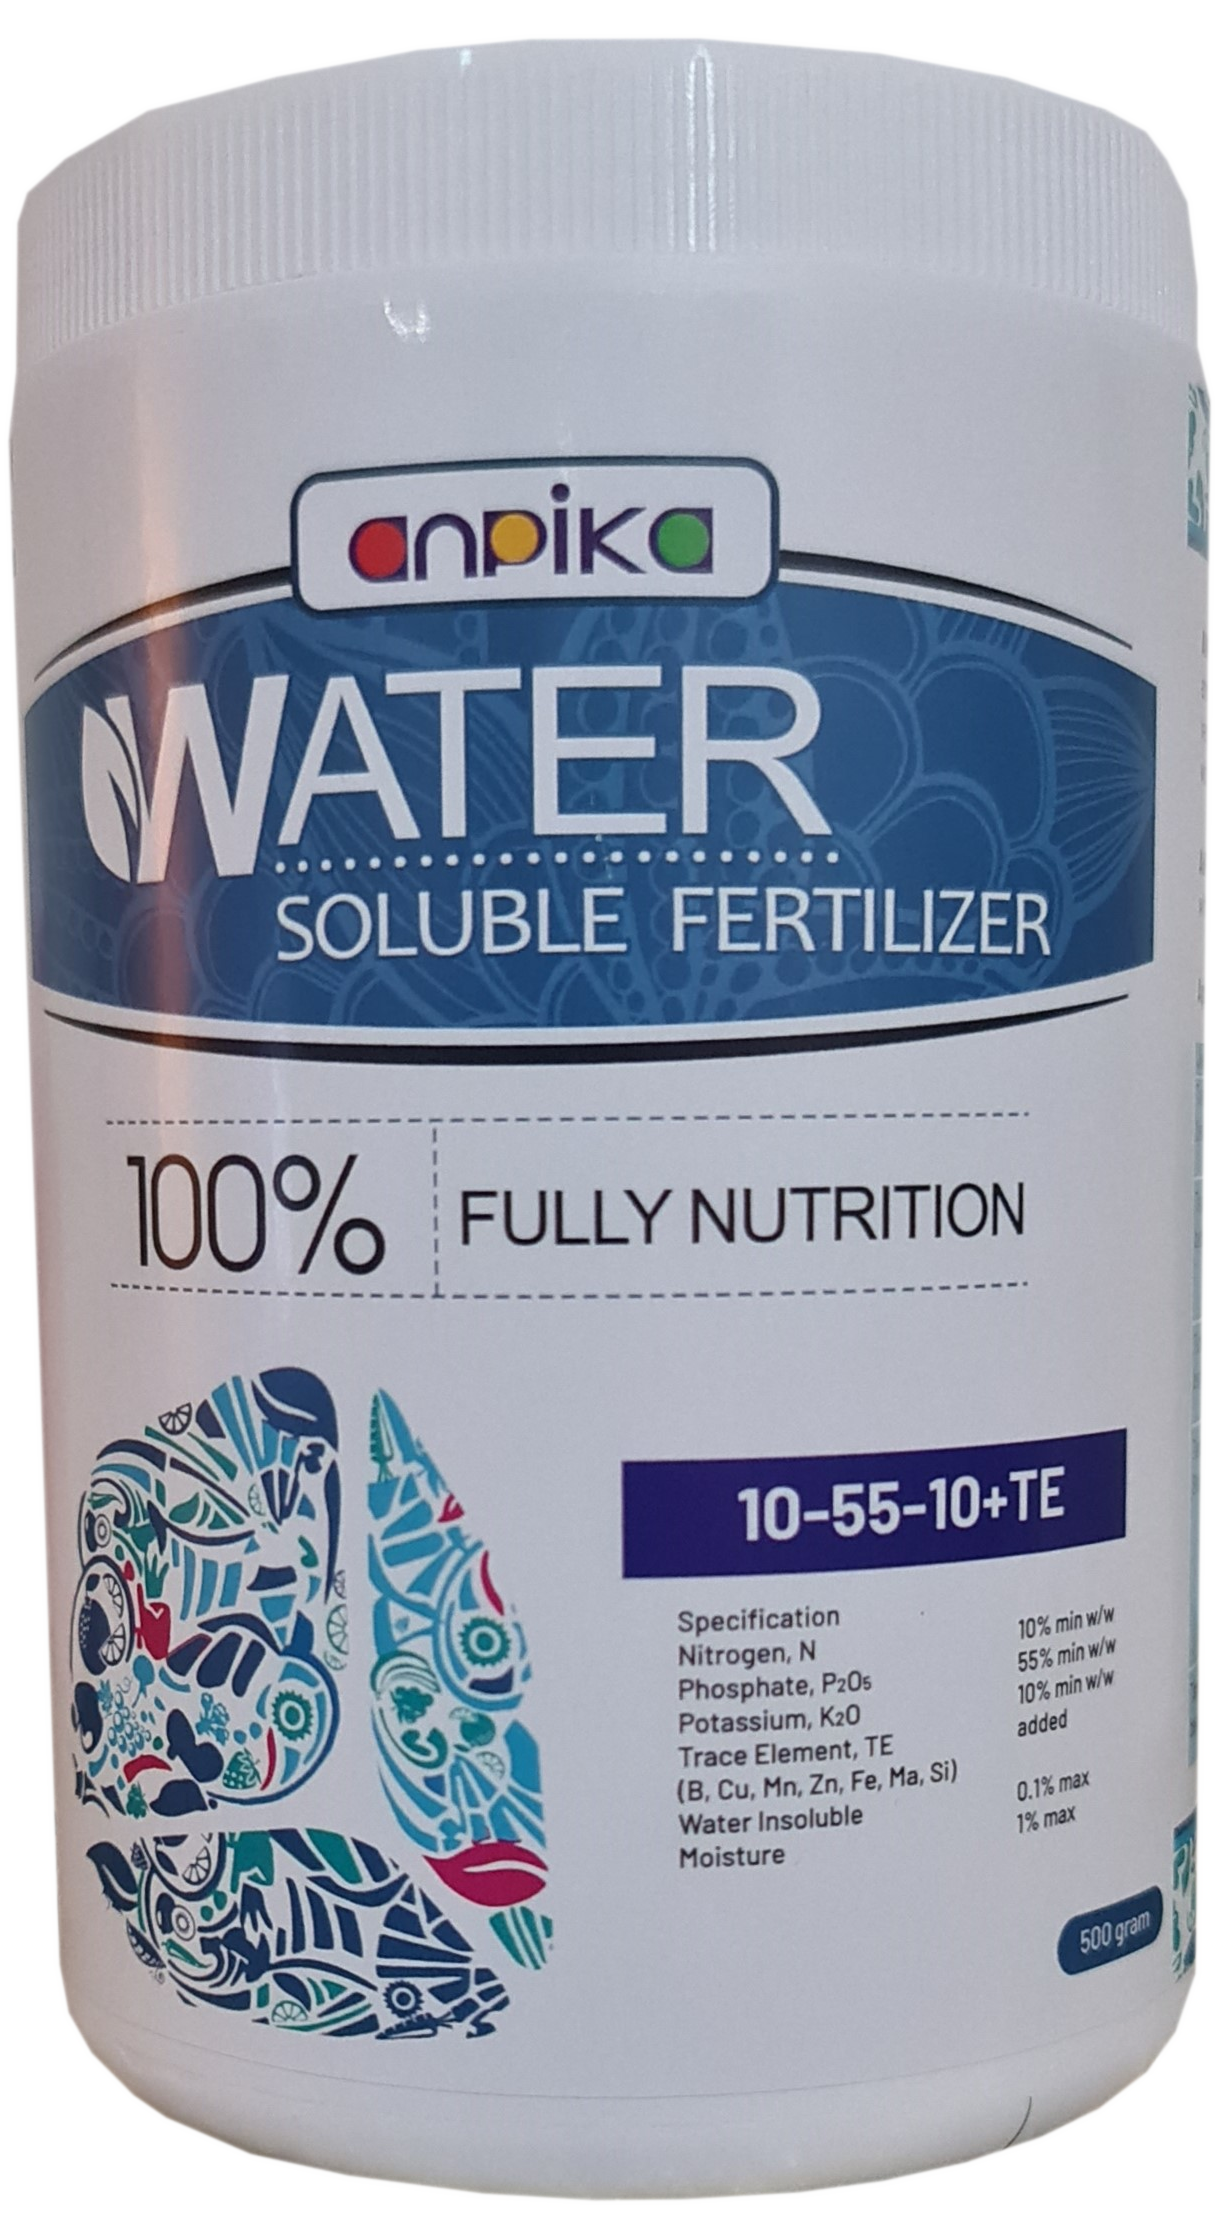 anpika
WATER
SOLUBLE FERTILIZER
100%
FULLY NUTRITION
10-55-10+TE
Specification
Nitrogen, N 10% min w/w
Phosphate, P₂O₅ 55% min w/w
Potassium, K₂O 10% min w/w
Trace Element, TE added
(B, Cu, Mn, Zn, Fe, Ma, Si)
Water Insoluble 0.1% max
Moisture 1% max
500 gram